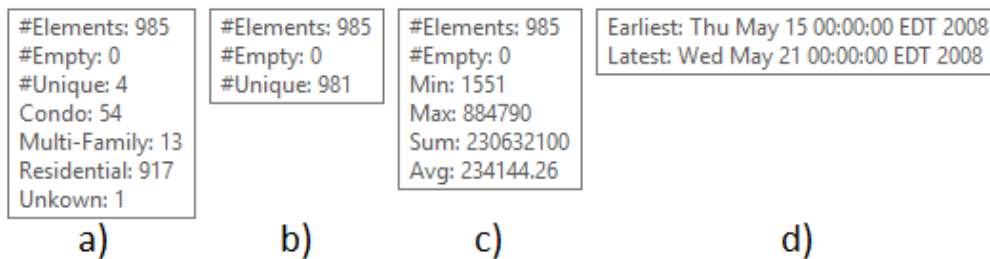 #Elements: 985
#Empty: 0
#Unique: 4
Condo: 54
Multi-Family: 13
Residential: 917
Unkown: 1
a)
#Elements: 985
#Empty: 0
#Unique: 981
b)
#Elements: 985
#Empty: 0
Min: 1551
Max: 884790
Sum: 230632100
Avg: 234144.26
c)
Earliest: Thu May 15 00:00:00 EDT 2008
Latest: Wed May 21 00:00:00 EDT 2008
d)